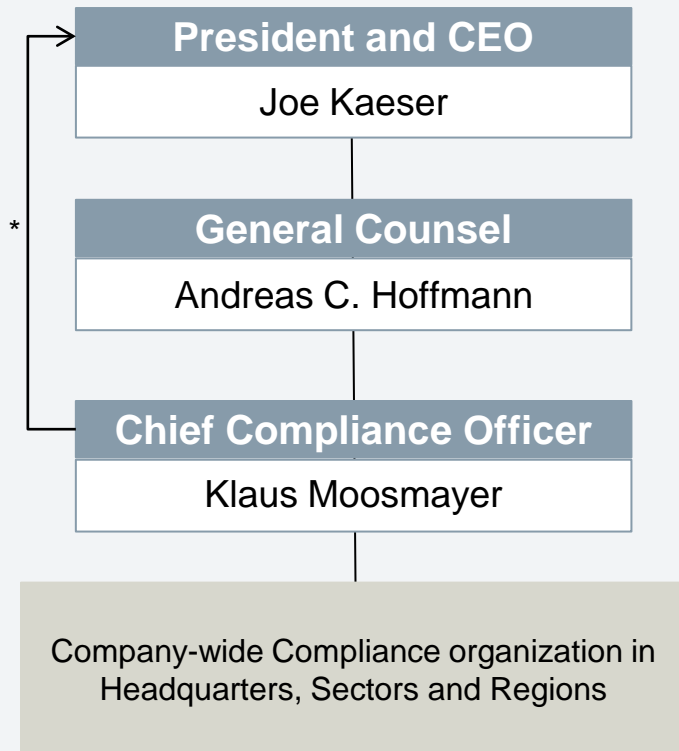 President and CEO
Joe Kaeser
*
General Counsel
Andreas C. Hoffmann
Chief Compliance Officer
Klaus Moosmayer
Company-wide Compliance organization in
Headquarters, Sectors and Regions